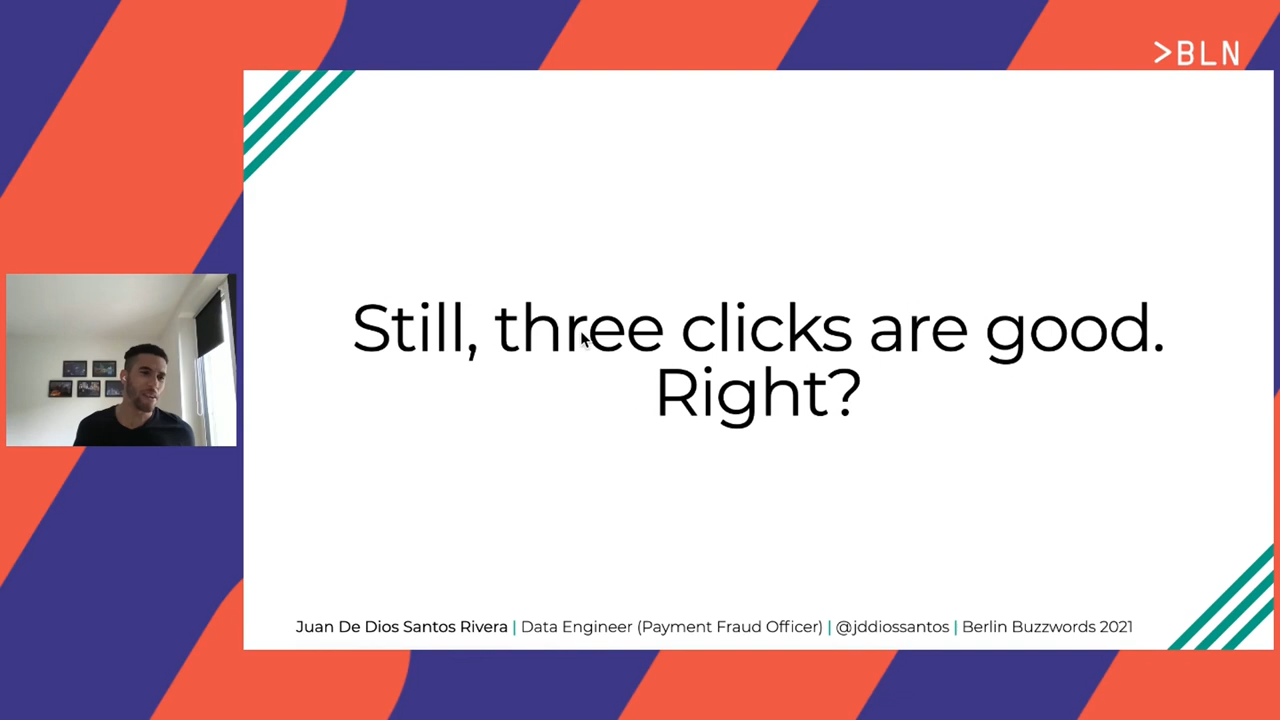 >BLN
Still, three clicks are good.
Right?
Juan De Dios Santos Rivera | Data Engineer (Payment Fraud Officer) | @jddiossantos | Berlin Buzzwords 2021